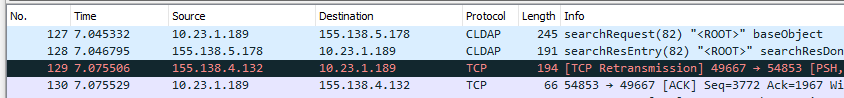 No. Time Source Destination Protocol Length Info
127 7.045332 10.23.1.189 155.138.5.178 CLDAP 245 searchRequest(82) "<ROOT>" baseObject
128 7.046795 155.138.5.178 10.23.1.189 CLDAP 191 searchResEntry(82) "<ROOT>" searchResDon
129 7.075506 155.138.4.132 10.23.1.189 TCP 194 [TCP Retransmission] 49667 → 54853 [PSH,
130 7.075529 10.23.1.189 155.138.4.132 TCP 66 54853 → 49667 [ACK] Seq=3772 Ack=1967 Wi